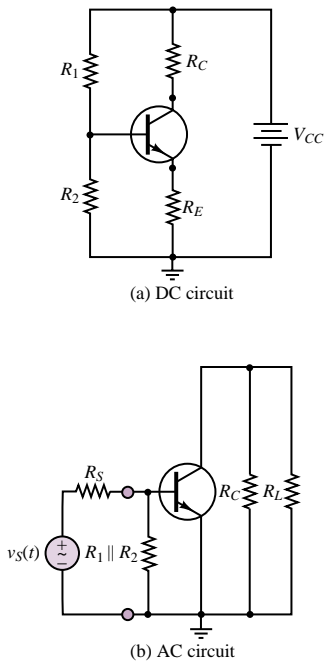 R1
RC
VCC
R2
RE
(a) DC circuit
RS
RC
RL
vS(t)
+
~
–
R1 || R2
(b) AC circuit